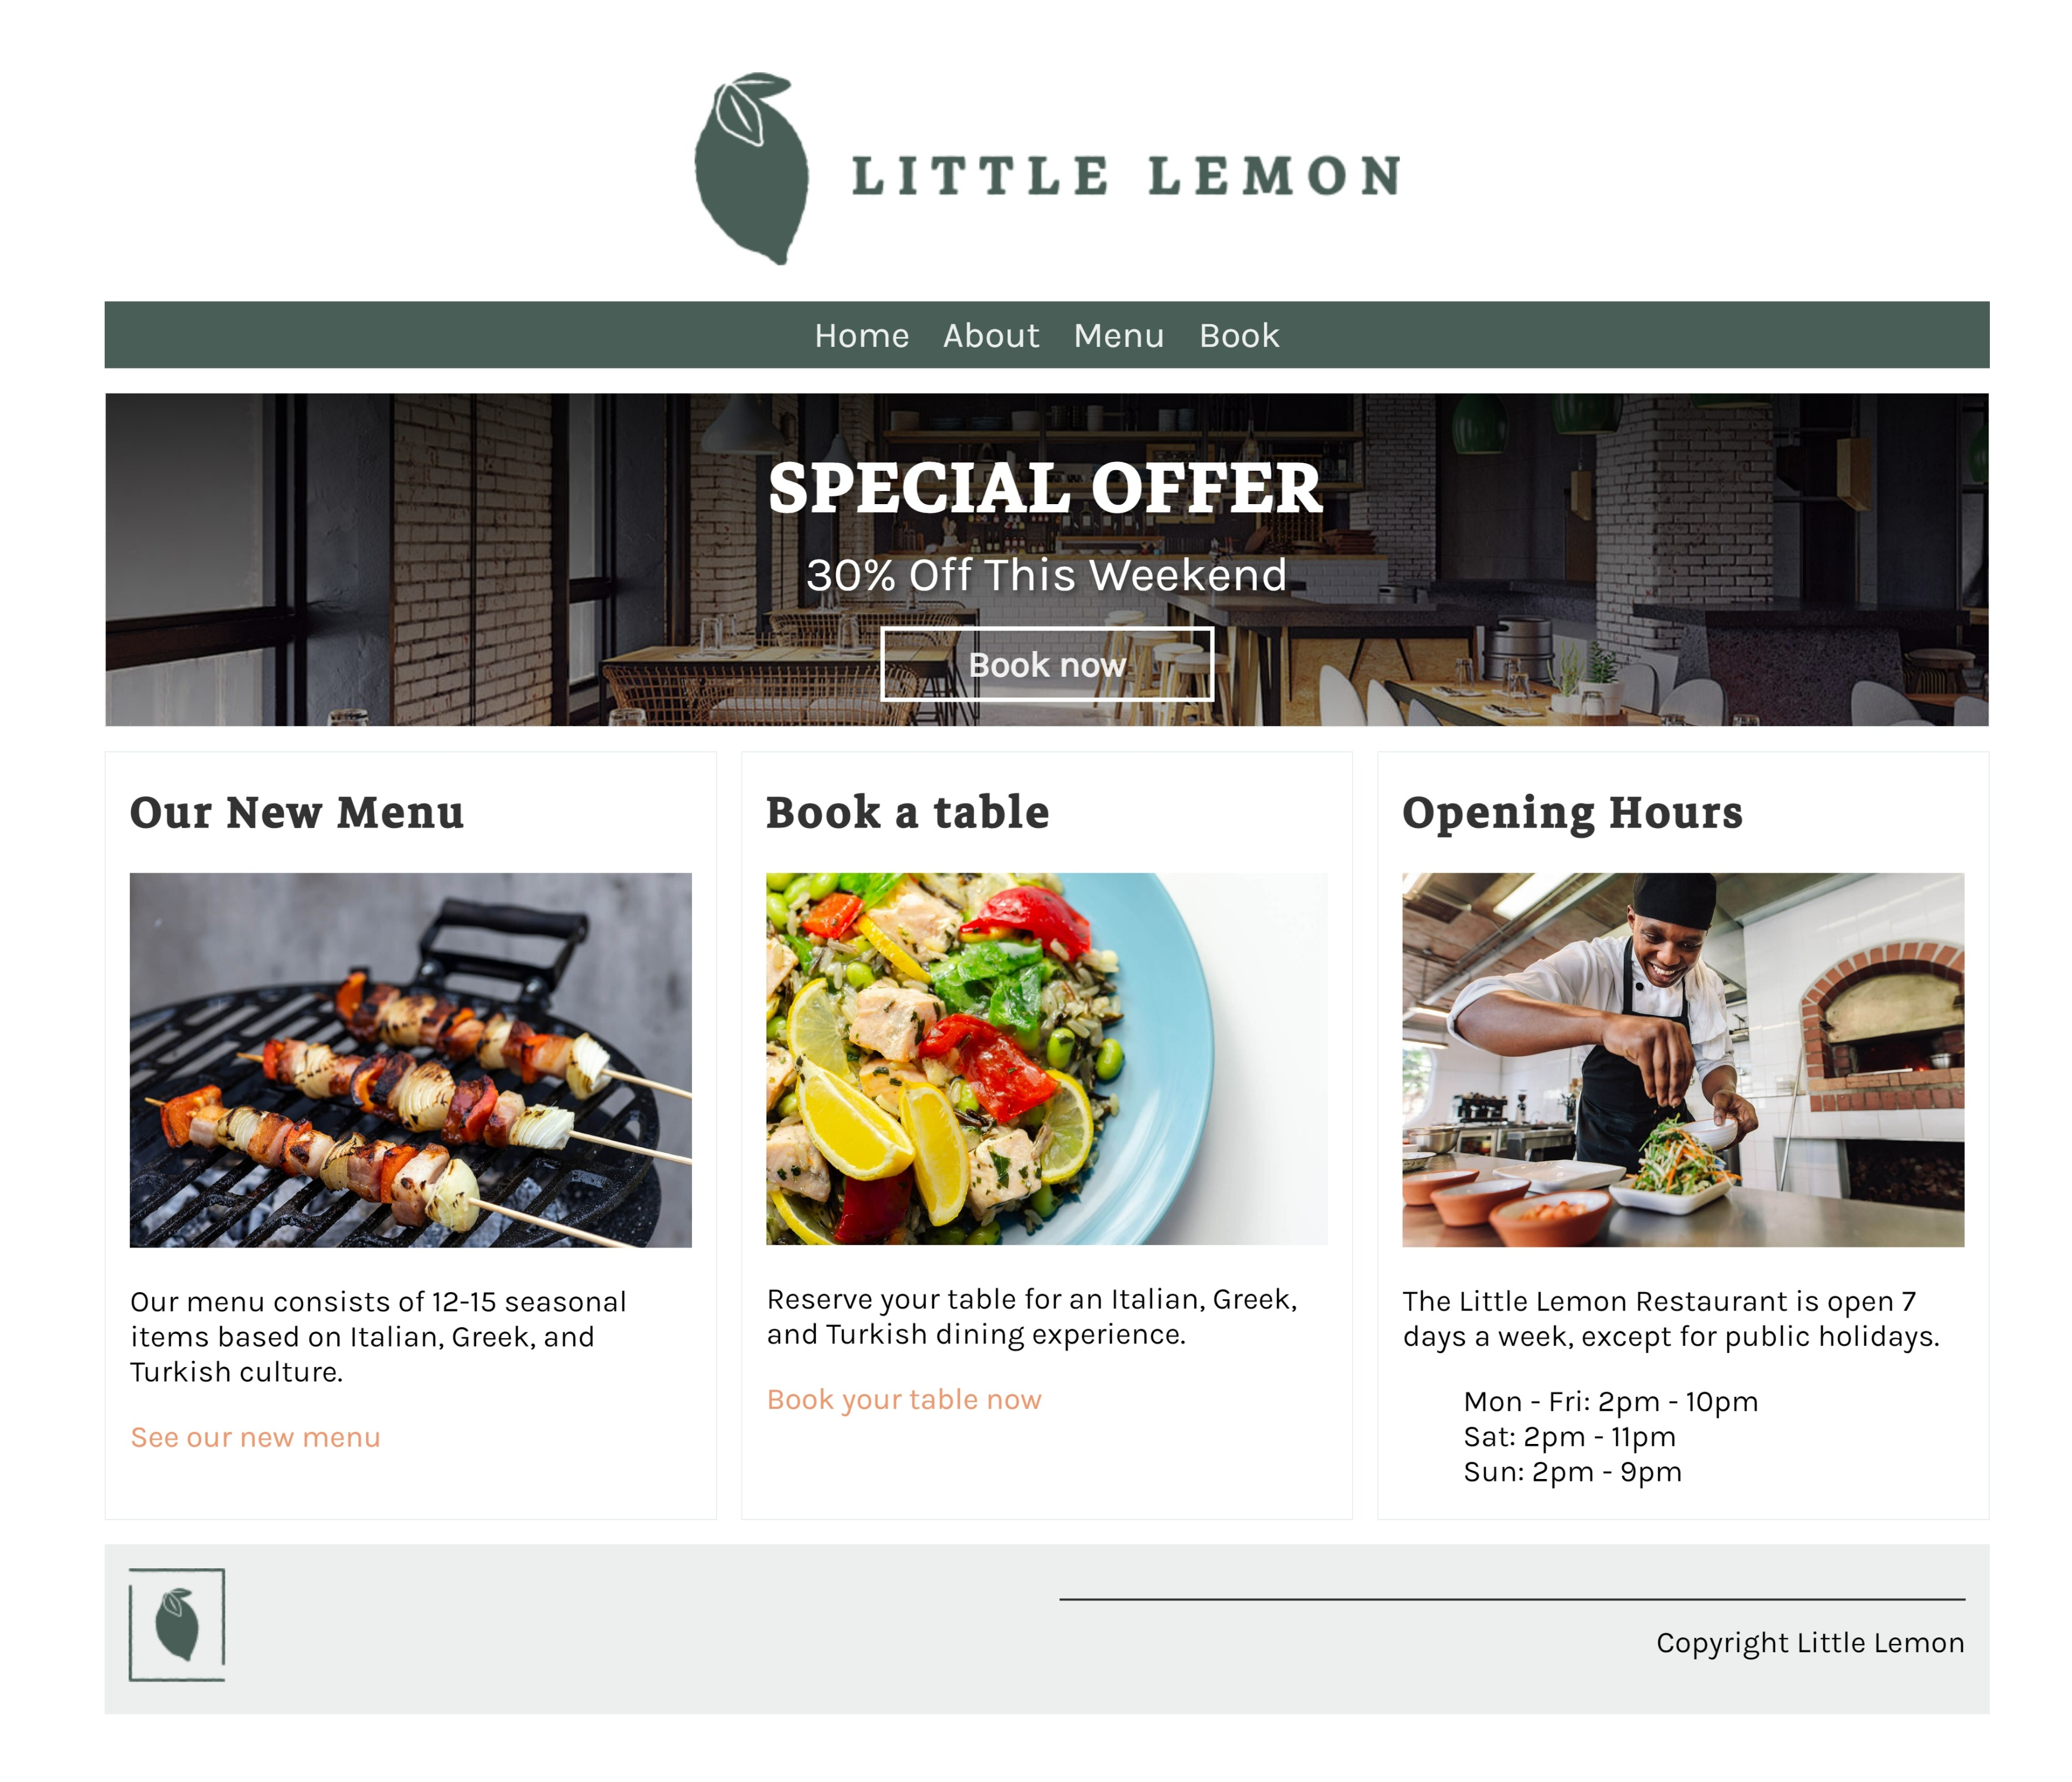 LITTLE LEMON
Home About Menu Book
SPECIAL OFFER
30% Off This Weekend
Book now
Our New Menu
Our menu consists of 12-15 seasonal
items based on Italian, Greek, and
Turkish culture.
See our new menu
Book a table
Reserve your table for an Italian, Greek,
and Turkish dining experience.
Book your table now
Opening Hours
The Little Lemon Restaurant is open 7
days a week, except for public holidays.
Mon - Fri: 2pm - 10pm
Sat: 2pm - 11pm
Sun: 2pm - 9pm
Copyright Little Lemon